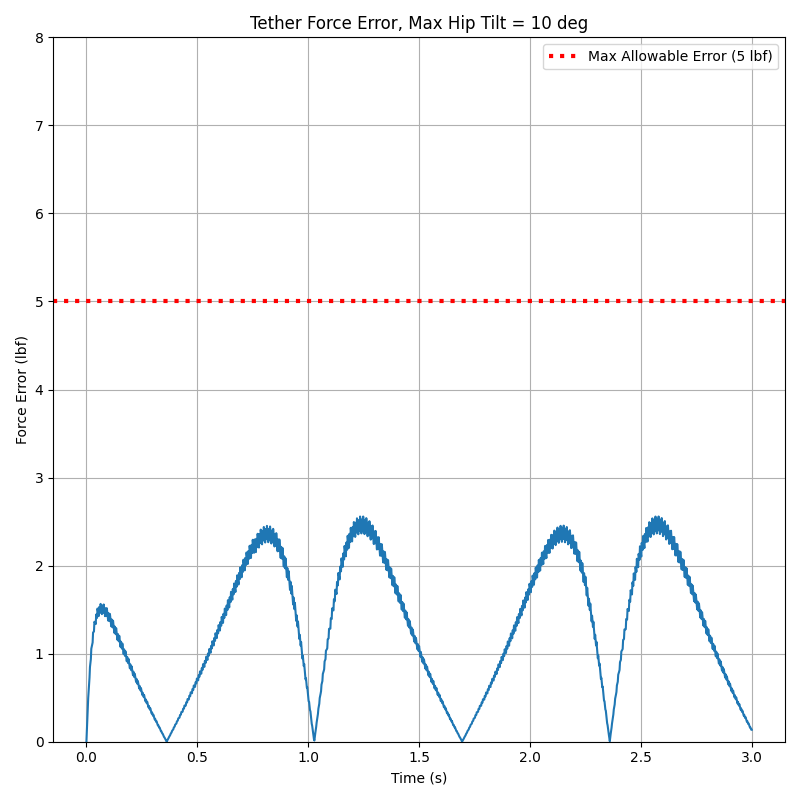 Tether Force Error, Max Hip Tilt = 10 deg
Max Allowable Error (5 lbf)
8
7
6
5
4
3
2
1
0
Force Error (lbf)
0.0 0.5 1.0 1.5 2.0 2.5 3.0
Time (s)